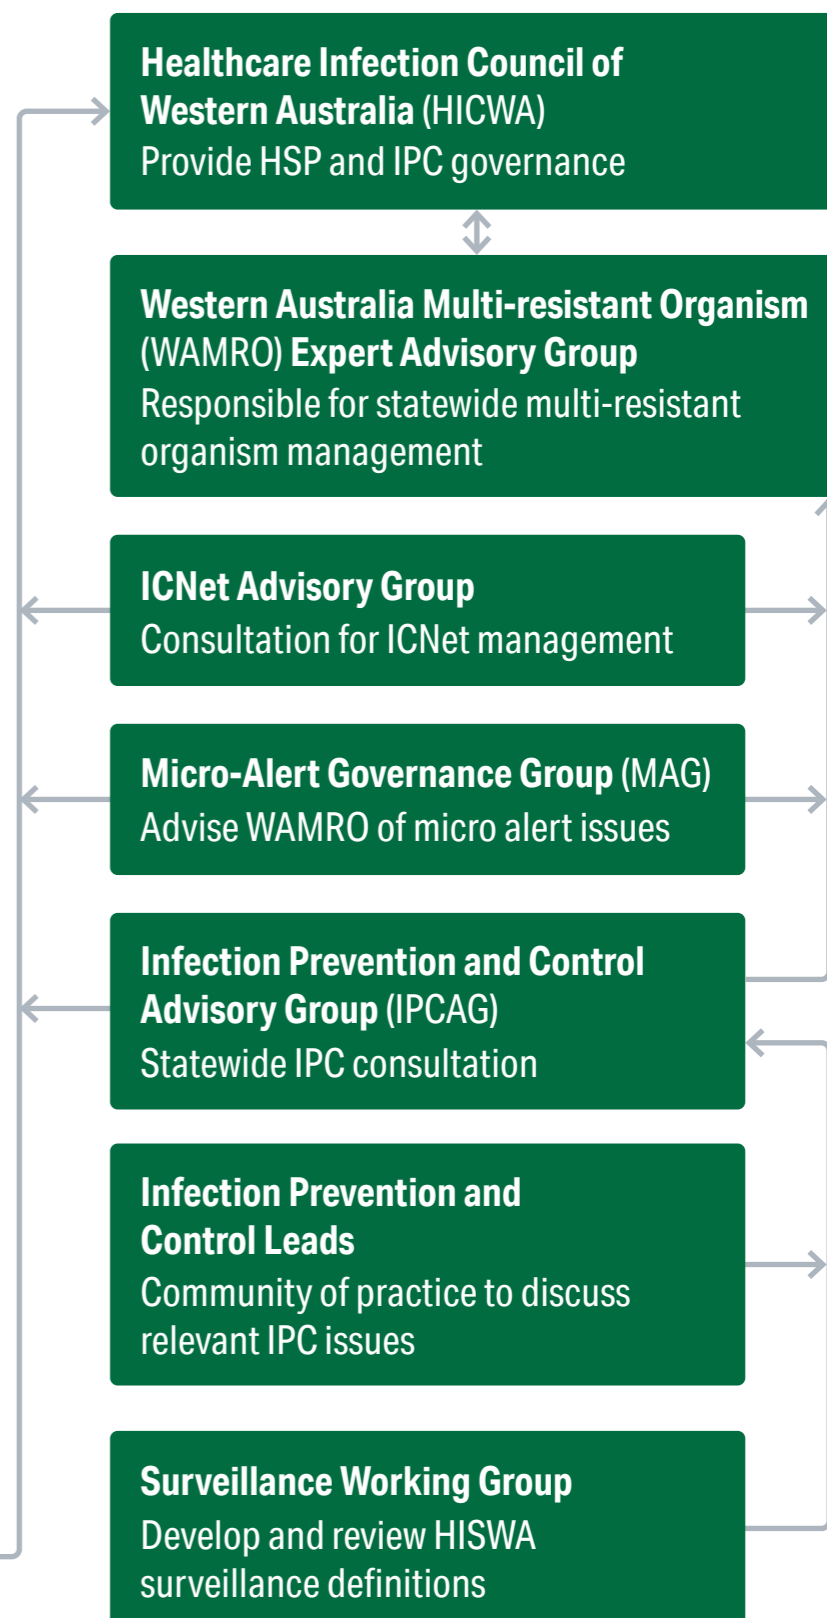 Healthcare Infection Council of
Western Australia (HICWA)
Provide HSP and IPC governance
Western Australia Multi-resistant Organism
(WAMRO) Expert Advisory Group
Responsible for statewide multi-resistant
organism management
ICNet Advisory Group
Consultation for ICNet management
Micro-Alert Governance Group (MAG)
Advise WAMRO of micro alert issues
Infection Prevention and Control
Advisory Group (IPCAG)
Statewide IPC consultation
Infection Prevention and
Control Leads
Community of practice to discuss
relevant IPC issues
Surveillance Working Group
Develop and review HISWA
surveillance definitions